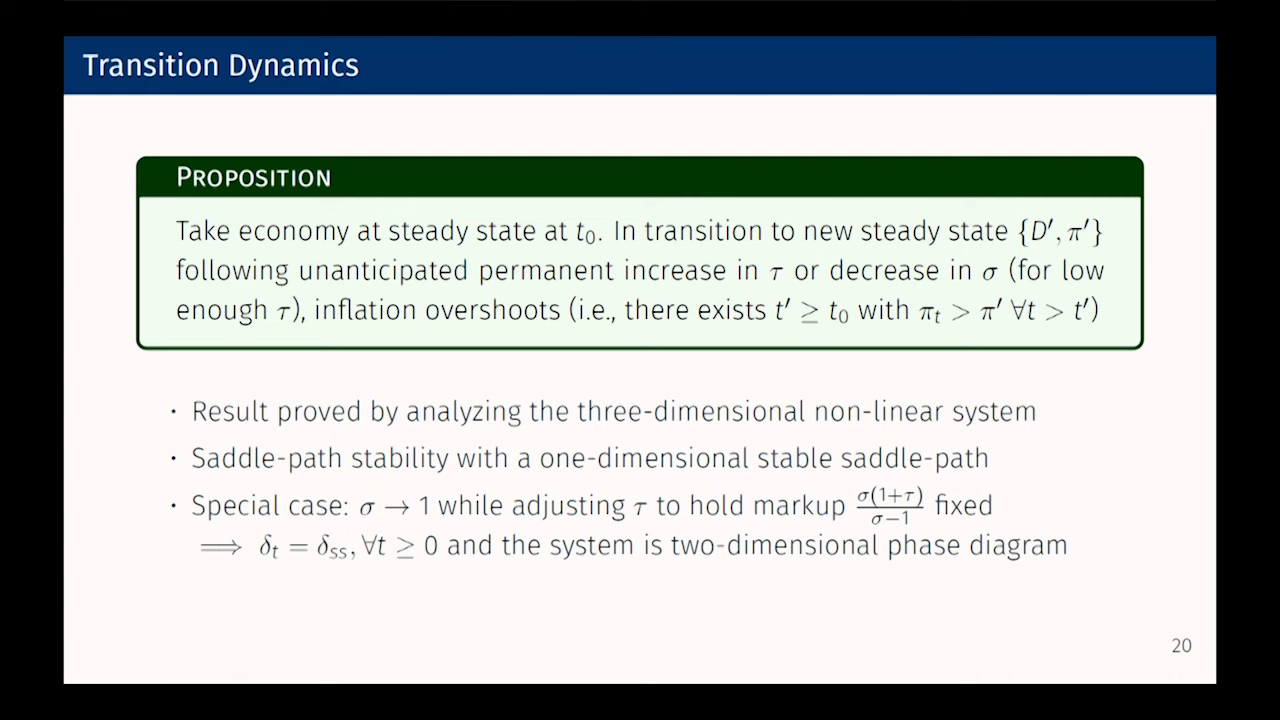 Transition Dynamics
PROPOSITION
Take economy at steady state at t₀. In transition to new steady state {D′, π′}
following unanticipated permanent increase in τ or decrease in σ (for low
enough τ), inflation overshoots (i.e., there exists t′ ≥ t₀ with πₜ > π′ ∀t > t′)
· Result proved by analyzing the three-dimensional non-linear system
· Saddle-path stability with a one-dimensional stable saddle-path
· Special case: σ → 1 while adjusting τ to hold markup σ(1+τ)/σ−1 fixed
⟹ δₜ = δₛₛ, ∀t ≥ 0 and the system is two-dimensional phase diagram
20